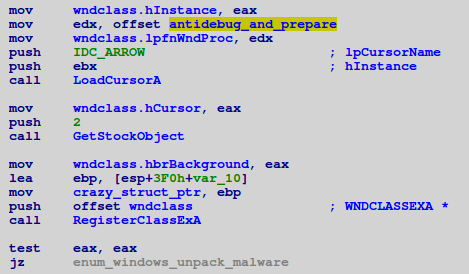 mov wndclass.hInstance, eax
mov edx, offset antidebug_and_prepare
mov wndclass.lpfnWndProc, edx
push IDC_ARROW ; lpCursorName
push ebx ; hInstance
call LoadCursorA
mov wndclass.hCursor, eax
push 2
call GetStockObject
mov wndclass.hbrBackground, eax
lea ebp, [esp+3F0h+var_10]
mov crazy_struct_ptr, ebp
push offset wndclass ; WNDCLASSEXA *
call RegisterClassExA
test eax, eax
jz enum_windows_unpack_malware